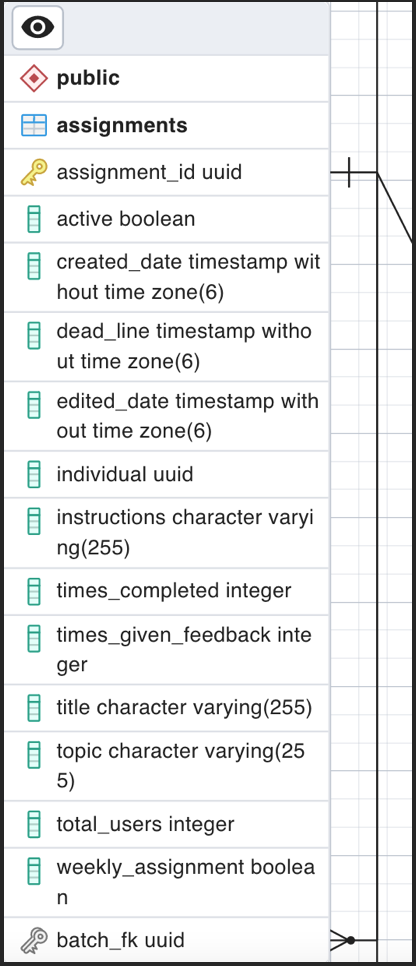 public
assignments
assignment_id uuid
active boolean
created_date timestamp wit
hout time zone(6)
dead_line timestamp witho
ut time zone(6)
edited_date timestamp with
out time zone(6)
individual uuid
instructions character varyi
ng(255)
times_completed integer
times_given_feedback inte
ger
title character varying(255)
topic character varying(25
5)
total_users integer
weekly_assignment boolea
n
batch_fk uuid